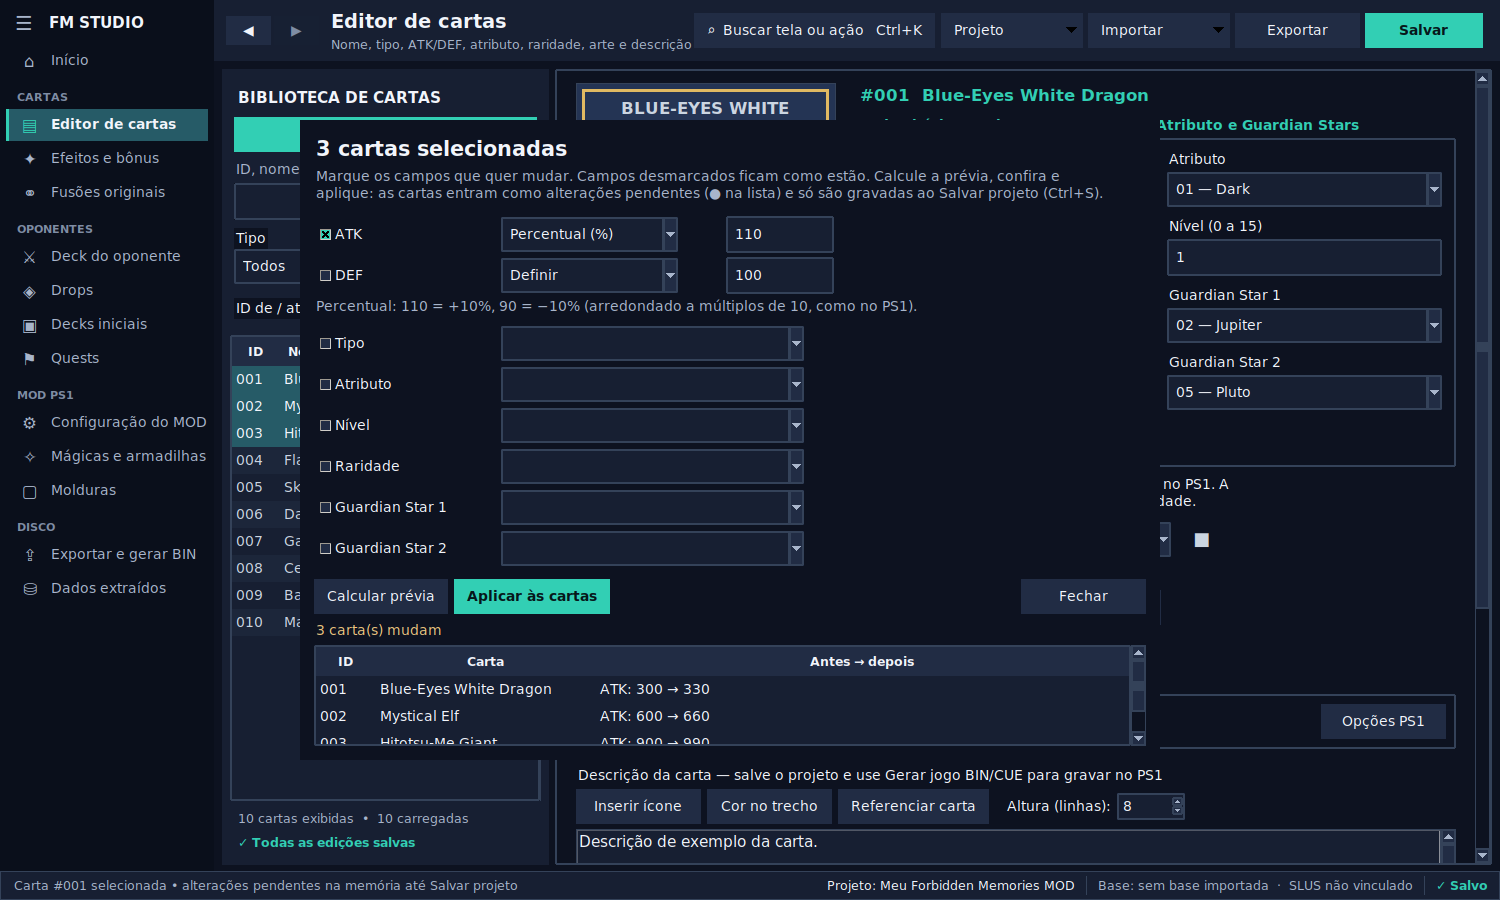 ☰ FM STUDIO
⌂ Início
CARTAS
Editor de cartas
Efeitos e bônus
Fusões originais
OPONENTES
Deck do oponente
Drops
Decks iniciais
Quests
MOD PS1
Configuração do MOD
Mágicas e armadilhas
Molduras
DISCO
Exportar e gerar BIN
Dados extraídos
◀ ▶ Editor de cartas
Nome, tipo, ATK/DEF, atributo, raridade, arte e descrição
Buscar tela ou ação Ctrl+K
Projeto
Importar
Exportar
Salvar
BIBLIOTECA DE CARTAS
ID, nome
Tipo
Todos
ID de / at
ID
001
002
003
004
005
006
007
008
009
010
10 cartas exibidas • 10 carregadas
✓ Todas as edições salvas
BLUE-EYES WHITE
#001 Blue-Eyes White Dragon
3 cartas selecionadas
Marque os campos que quer mudar. Campos desmarcados ficam como estão. Calcule a prévia, confira e
aplique: as cartas entram como alterações pendentes (● na lista) e só são gravadas ao Salvar projeto (Ctrl+S).
ATK Percentual (%) 110
DEF Definir 100
Percentual: 110 = +10%, 90 = −10% (arredondado a múltiplos de 10, como no PS1).
Tipo
Atributo
Nível
Raridade
Guardian Star 1
Guardian Star 2
Calcular prévia
Aplicar às cartas
Fechar
3 carta(s) mudam
ID Carta Antes → depois
001 Blue-Eyes White Dragon ATK: 300 → 330
002 Mystical Elf ATK: 600 → 660
003 Hitotsu-Me Giant ATK: 900 → 990
Atributo e Guardian Stars
Atributo
01 — Dark
Nível (0 a 15)
1
Guardian Star 1
02 — Jupiter
Guardian Star 2
05 — Pluto
no PS1. A
dade.
Opções PS1
Descrição da carta — salve o projeto e use Gerar jogo BIN/CUE para gravar no PS1
Inserir ícone
Cor no trecho
Referenciar carta
Altura (linhas): 8
Descrição de exemplo da carta.
Carta #001 selecionada • alterações pendentes na memória até Salvar projeto
Projeto: Meu Forbidden Memories MOD
Base: sem base importada · SLUS não vinculado
✓ Salvo